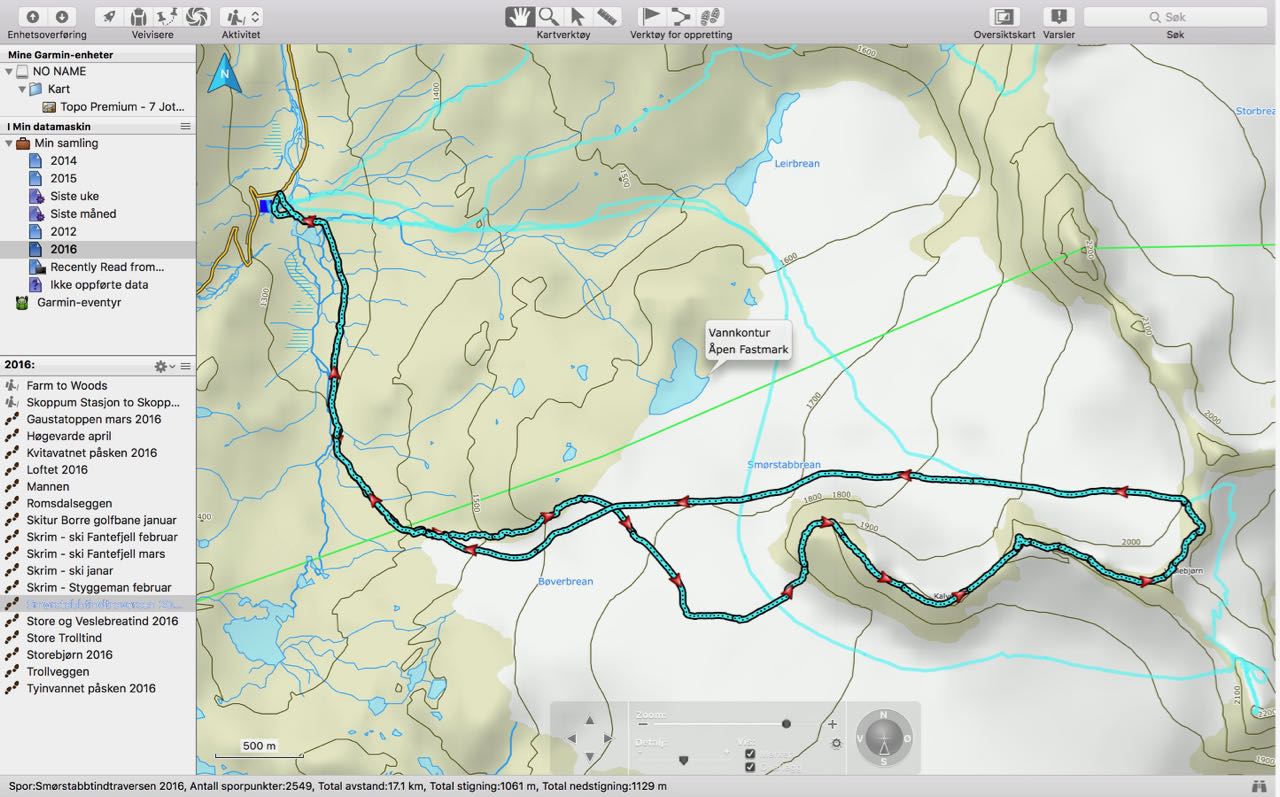 Enhetsoverføring
Veivisere
Aktivitet
Kartverktøy
Verktøy for oppretting
Oversiktskart
Varsler
Søk
Søk
Mine Garmin-enheter
NO NAME
Kart
Topo Premium - 7 Jot...
I Min datamaskin
Min samling
2014
2015
Siste uke
Siste måned
2012
2016
Recently Read from...
Ikke oppførte data
Garmin-eventyr
2016:
Farm to Woods
Skoppum Stasjon to Skopp...
Gaustatoppen mars 2016
Høgevarde april
Kvitavatnet påsken 2016
Loftet 2016
Mannen
Romsdalseggen
Skitur Borre golfbane januar
Skrim - ski Fantefjell februar
Skrim - ski Fantefjell mars
Skrim - ski janar
Skrim - Styggeman februar
Smørstabbtindtraversen 20...
Store og Veslebreatind 2016
Store Trolltind
Storebjørn 2016
Trollveggen
Tyinvannet påsken 2016
N
1400
1600
Storbrea
Leirbrean
1500
1600
2200
1300
2100
Vannkontur
Åpen Fastmark
1700
2000
Smørstabbrean
1800
1800
1500
400
1900
2000
Bøverbrean
Kalv
lebjørn
2100
2200
1900
500 m
Zoom:
Detalj:
Vis:
N
V
Ø
S
Spor:Smørstabbtindtraversen 2016, Antall sporpunkter:2549, Total avstand:17.1 km, Total stigning:1061 m, Total nedstigning:1129 m